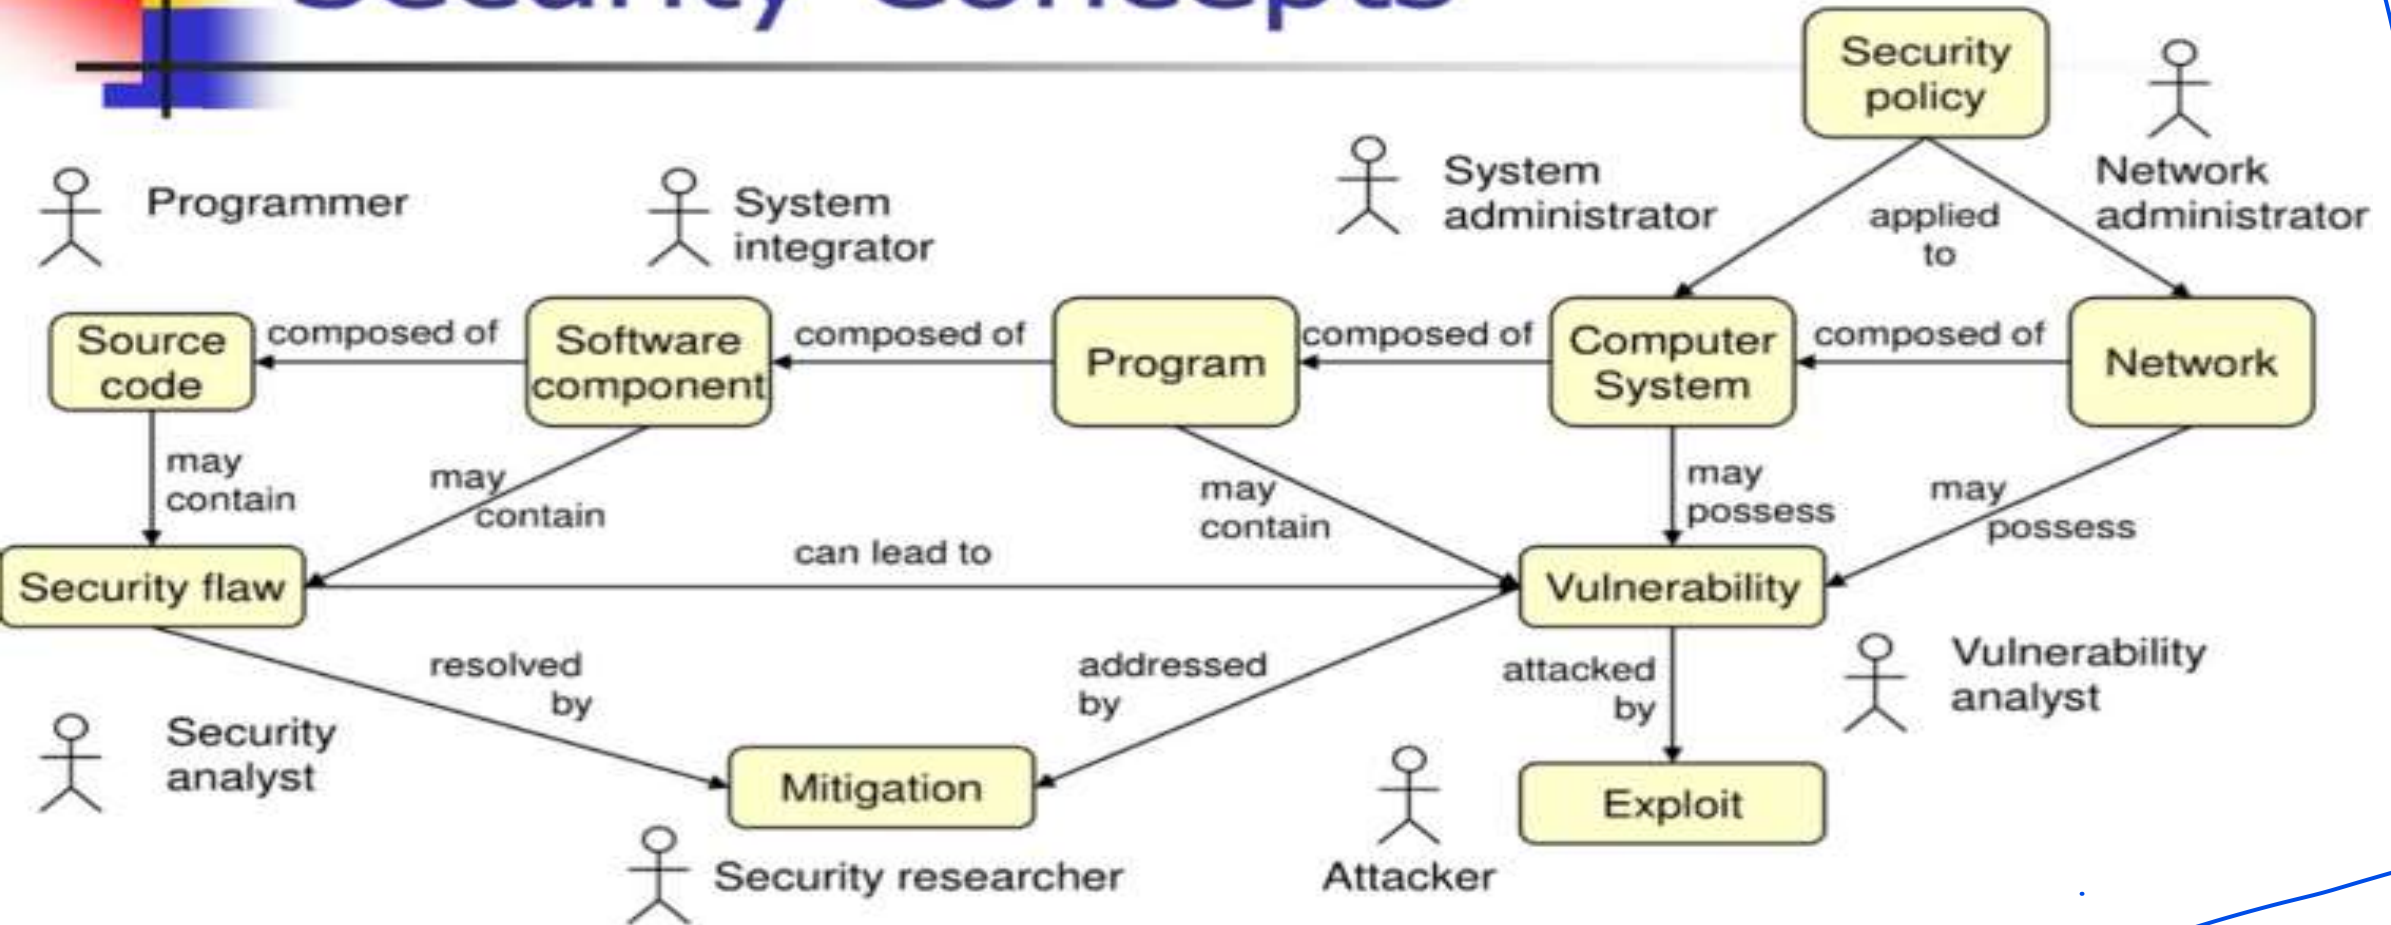 Security Concepts
Security
policy
Programmer
System
integrator
System
administrator
Network
administrator
applied
to
Source
code
composed of
Software
component
composed of
Program
composed of
Computer
System
composed of
Network
may
contain
may
contain
may
contain
may
possess
may
possess
can lead to
Security flaw
Vulnerability
resolved
by
addressed
by
attacked
by
Vulnerability
analyst
Security
analyst
Mitigation
Exploit
Security researcher
Attacker